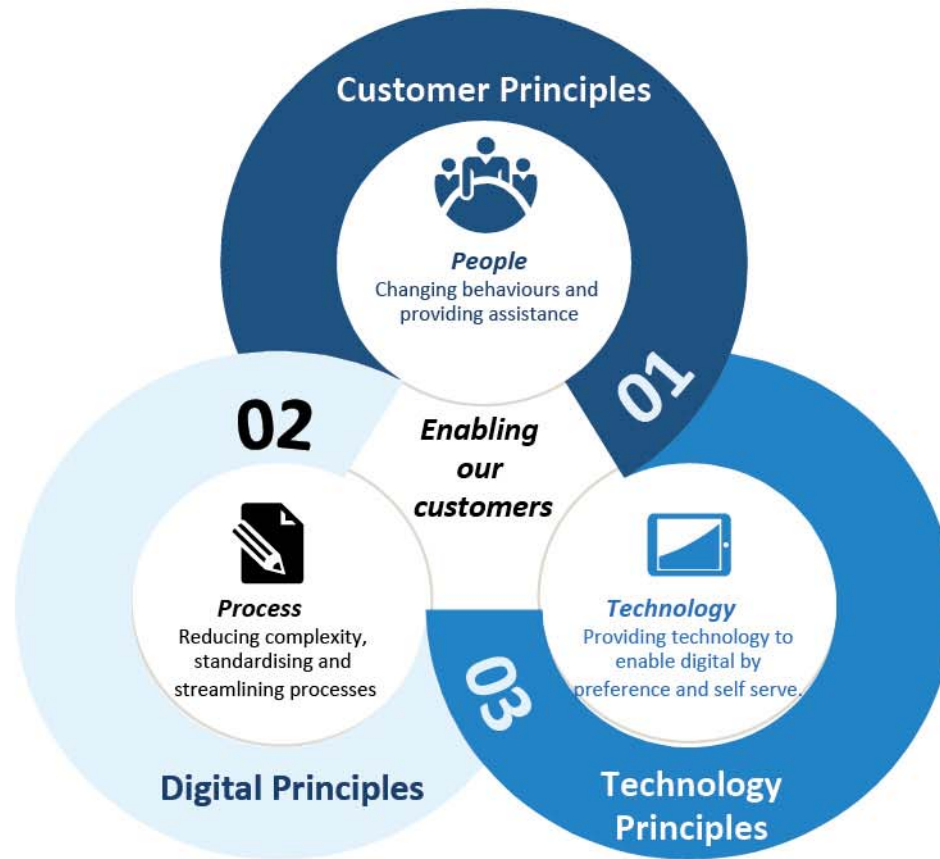 Customer Principles
People
Changing behaviours and
providing assistance
01
02
Enabling
our
customers
Process
Reducing complexity,
standardising and
streamlining processes
Technology
Providing technology to
enable digital by
preference and self serve.
03
Digital Principles
Technology
Principles